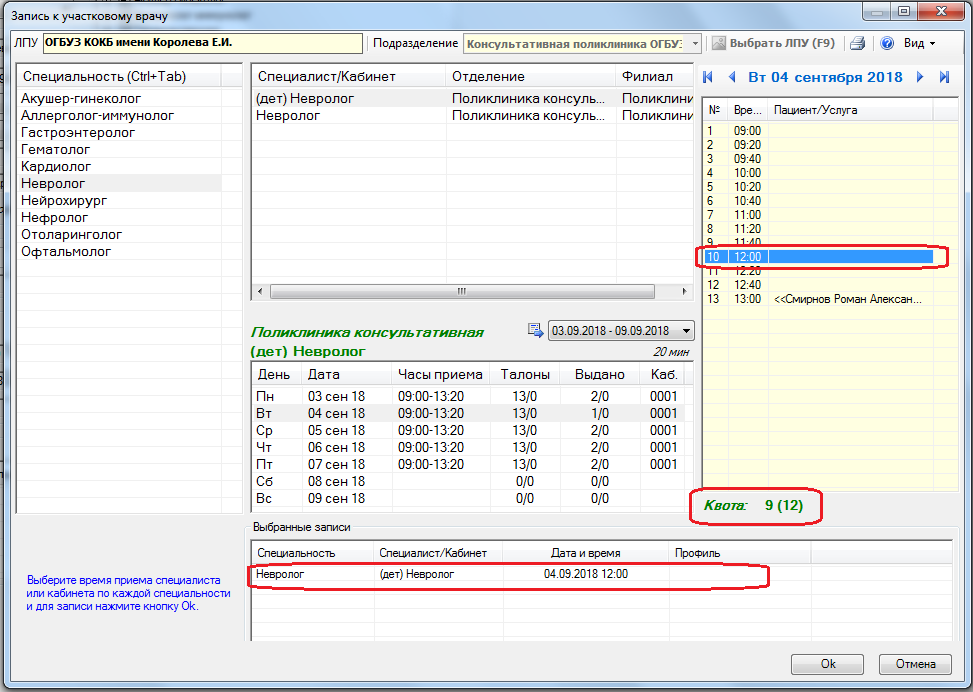 Запись к участковому врачу
ЛПУ ОГБУЗ КОКБ имени Королева Е.И. Подразделение Консультативная поликлиника ОГБУЗ Выбрать ЛПУ (F9) Вид
Специальность (Ctrl+Tab)
Акушер-гинеколог
Аллерголог-иммунолог
Гастроэнтеролог
Гематолог
Кардиолог
Невролог
Нейрохирург
Нефролог
Отоларинголог
Офтальмолог
Специалист/Кабинет Отделение Филиал
(дет) Невролог Поликлиника консуль... Поликлини
Невролог Поликлиника консуль... Поликлини
Вт 04 сентября 2018
№ Вре... Пациент/Услуга
1 09:00
2 09:20
3 09:40
4 10:00
5 10:20
6 10:40
7 11:00
8 11:20
9 11:40
10 12:00
11 12:20
12 12:40
13 13:00 <<Смирнов Роман Алексан...
Поликлиника консультативная 03.09.2018 - 09.09.2018
(дет) Невролог 20 мин
День Дата Часы приема Талоны Выдано Каб.
Пн 03 сен 18 09:00-13:20 13/0 2/0 0001
Вт 04 сен 18 09:00-13:20 13/0 1/0 0001
Ср 05 сен 18 09:00-13:20 13/0 2/0 0001
Чт 06 сен 18 09:00-13:20 13/0 2/0 0001
Пт 07 сен 18 09:00-13:20 13/0 2/0 0001
Сб 08 сен 18 0/0 0/0
Вс 09 сен 18 0/0 0/0
Квота: 9 (12)
Выбранные записи
Специальность Специалист/Кабинет Дата и время Профиль
Невролог (дет) Невролог 04.09.2018 12:00
Выберите время приема специалиста
или кабинета по каждой специальности
и для записи нажмите кнопку Ok.
Ok Отмена